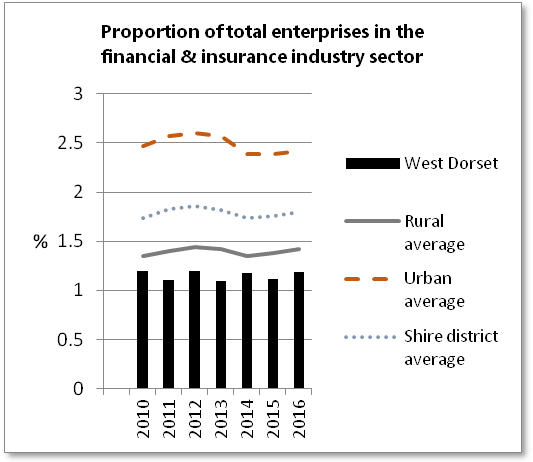 Proportion of total enterprises in the
financial & insurance industry sector
3
2.5
2
1.5
1
0.5
0
%
2010
2011
2012
2013
2014
2015
2016
West Dorset
Rural
average
Urban
average
Shire district
average